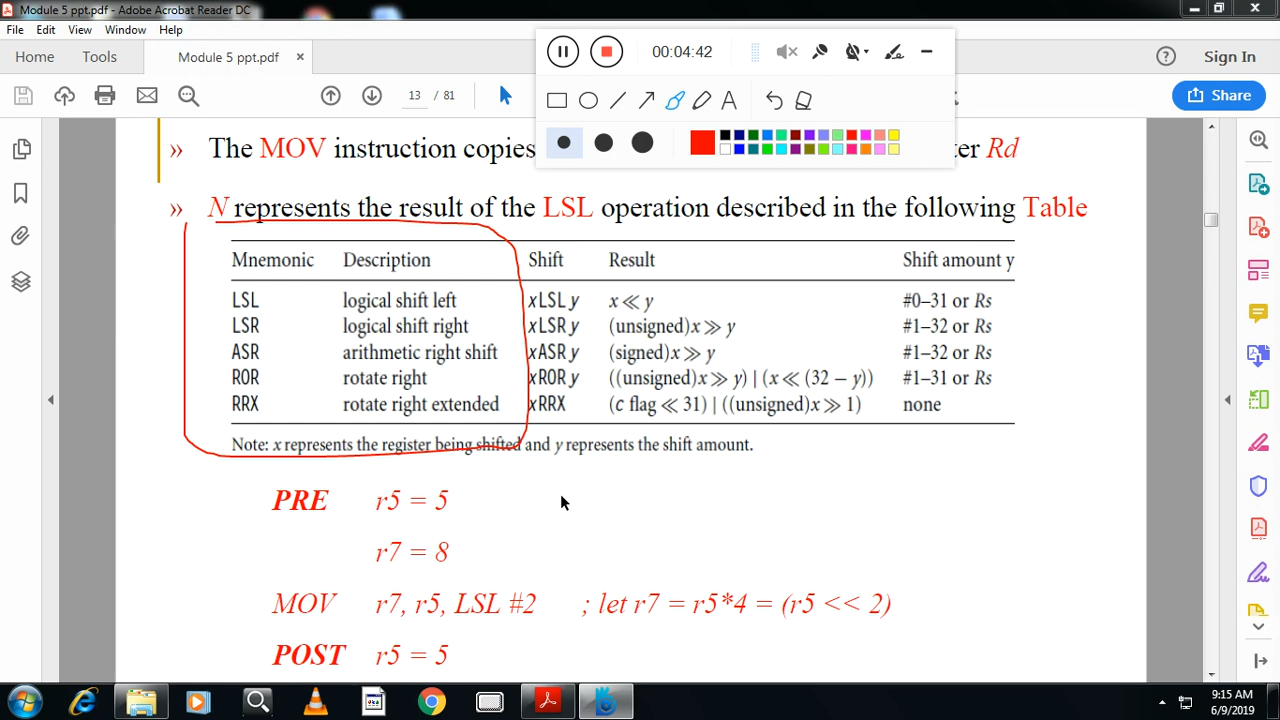 Module 5 ppt.pdf - Adobe Acrobat Reader DC
File Edit View Window Help
Home Tools Module 5 ppt.pdf ×
00:04:42
Sign In
13 / 81
Share
A
» The MOV instruction copies ter Rd
» N represents the result of the LSL operation described in the following Table
Mnemonic Description Shift Result Shift amount y
LSL logical shift left xLSL y x ≪ y #0–31 or Rs
LSR logical shift right xLSR y (unsigned)x ≫ y #1–32 or Rs
ASR arithmetic right shift xASR y (signed)x ≫ y #1–32 or Rs
ROR rotate right xROR y ((unsigned)x ≫ y) | (x ≪ (32 − y)) #1–31 or Rs
RRX rotate right extended xRRX (c flag ≪ 31) | ((unsigned)x ≫ 1) none
Note: x represents the register being shifted and y represents the shift amount.
PRE r5 = 5
r7 = 8
MOV r7, r5, LSL #2 ; let r7 = r5*4 = (r5 << 2)
POST r5 = 5
9:15 AM
6/9/2019